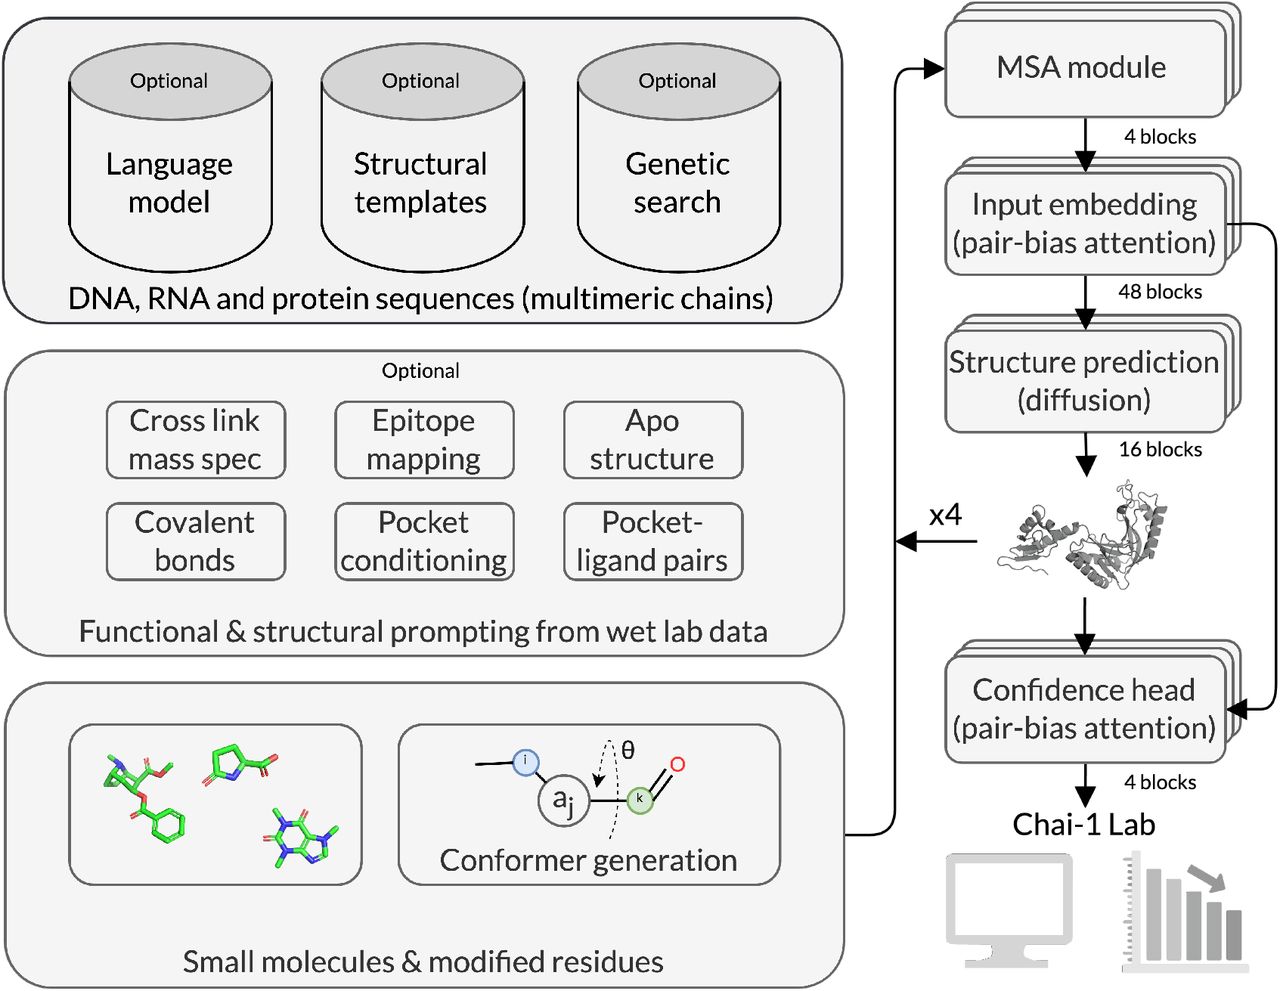 Optional
Language
model
Optional
Structural
templates
Optional
Genetic
search
DNA, RNA and protein sequences (multimeric chains)
Optional
Cross link
mass spec
Epitope
mapping
Apo
structure
Covalent
bonds
Pocket
conditioning
Pocket-
ligand pairs
Functional & structural prompting from wet lab data
i
aj
θ
k
O
Conformer generation
Small molecules & modified residues
MSA module
4 blocks
Input embedding
(pair-bias attention)
48 blocks
Structure prediction
(diffusion)
16 blocks
x4
Confidence head
(pair-bias attention)
4 blocks
Chai-1 Lab